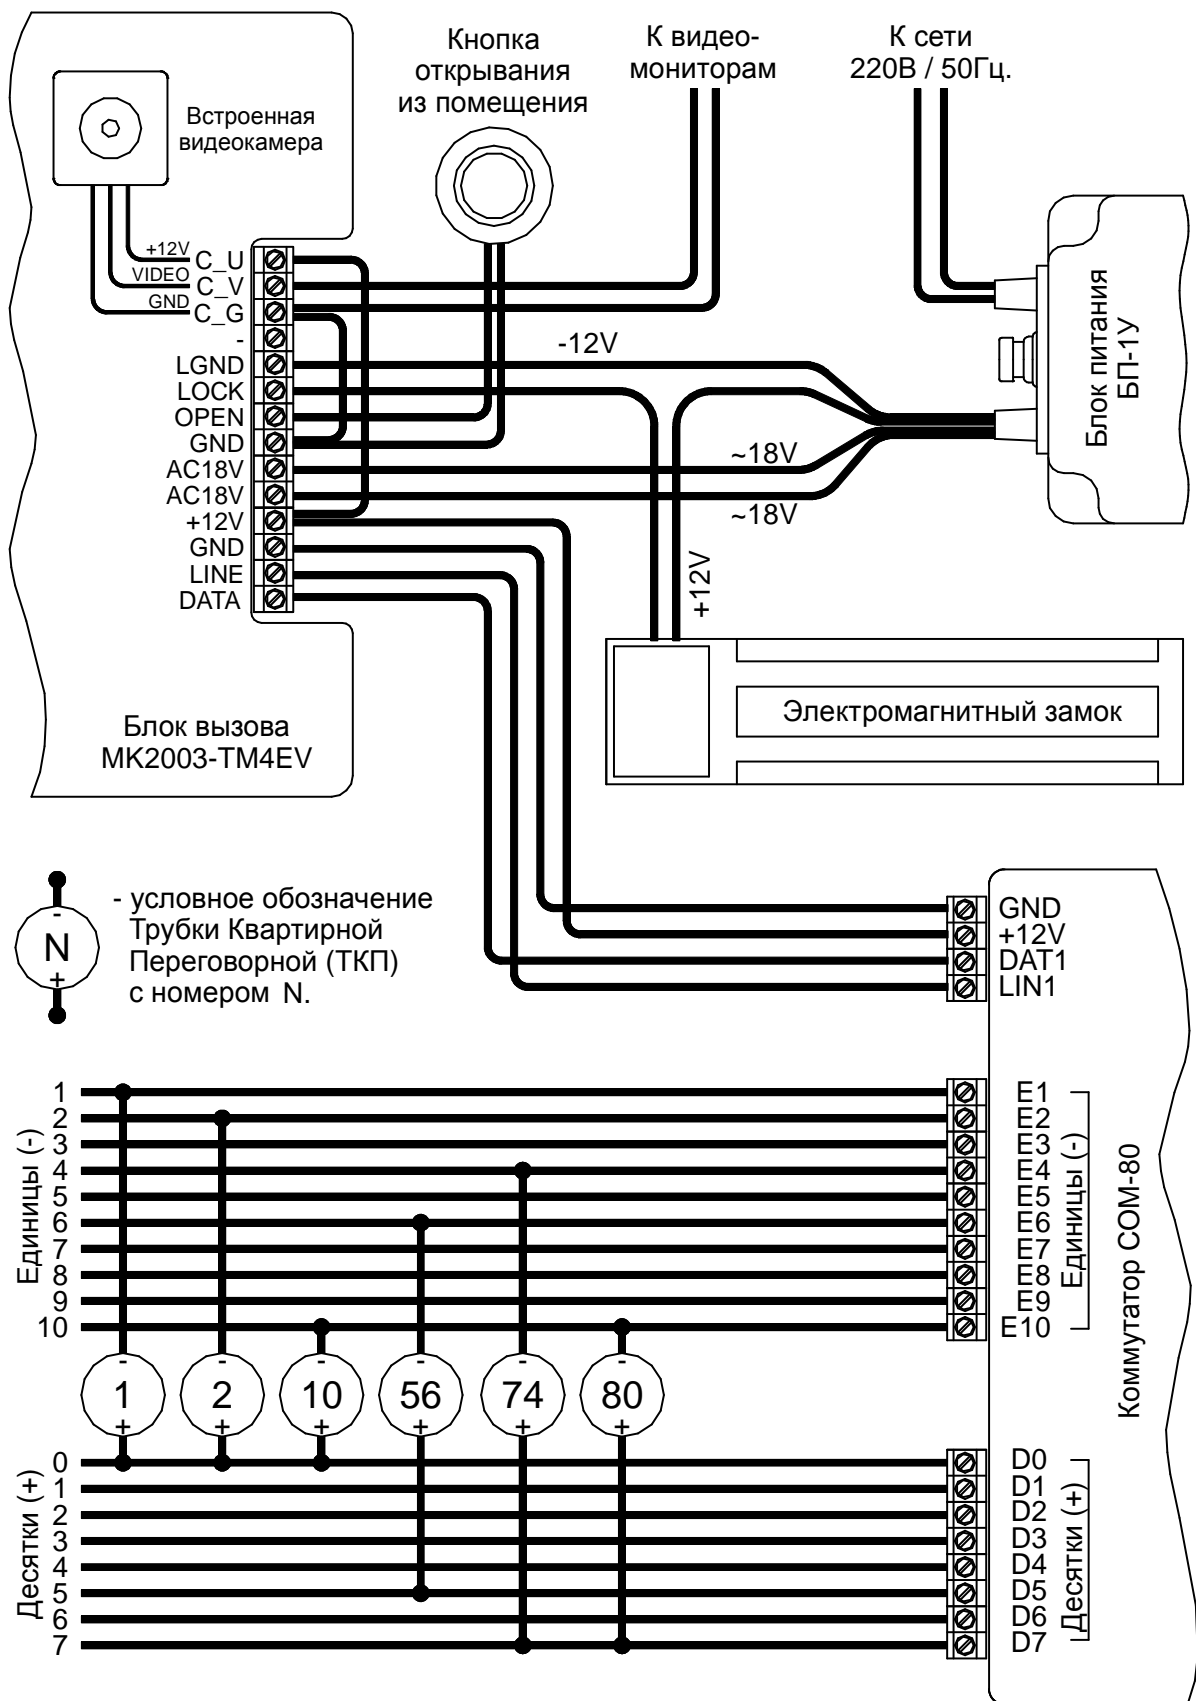 Кнопка
открывания
из помещения
К видео-
мониторам
К сети
220В / 50Гц.
Встроенная
видеокамера
+12V
VIDEO
GND
C_U
C_V
C_G
-
LGND
LOCK
OPEN
GND
AC18V
AC18V
+12V
GND
LINE
DATA
-12V
~18V
~18V
+12V
Блок питания
БП-1У
Электромагнитный замок
Блок вызова
MK2003-TM4EV
-
N
+
- условное обозначение
Трубки Квартирной
Переговорной (ТКП)
с номером N.
GND
+12V
DAT1
LIN1
Единицы (-)
1
2
3
4
5
6
7
8
9
10
E1
E2
E3
E4
E5
E6
E7
E8
E9
E10
Единицы (-)
Коммутатор COM-80
- - - - - -
1 2 10 56 74 80
+ + + + + +
Десятки (+)
0
1
2
3
4
5
6
7
D0
D1
D2
D3
D4
D5
D6
D7
Десятки (+)